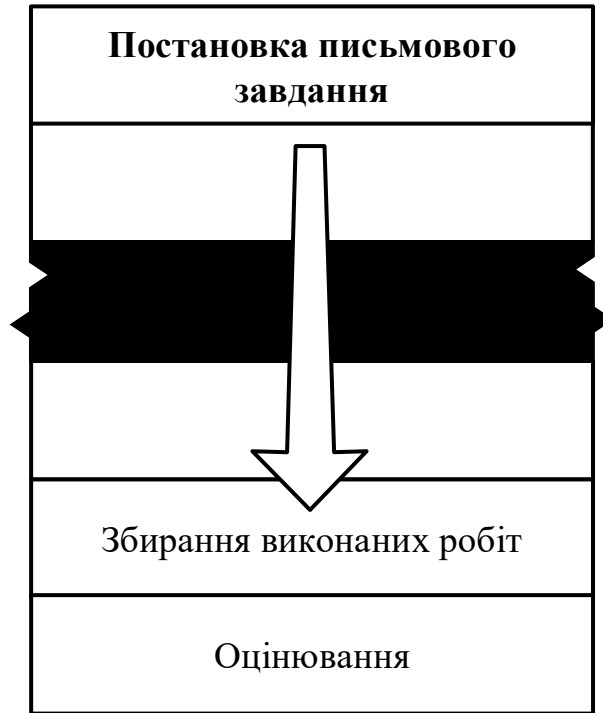 Постановка письмового
завдання
Збирання виконаних робіт
Оцінювання